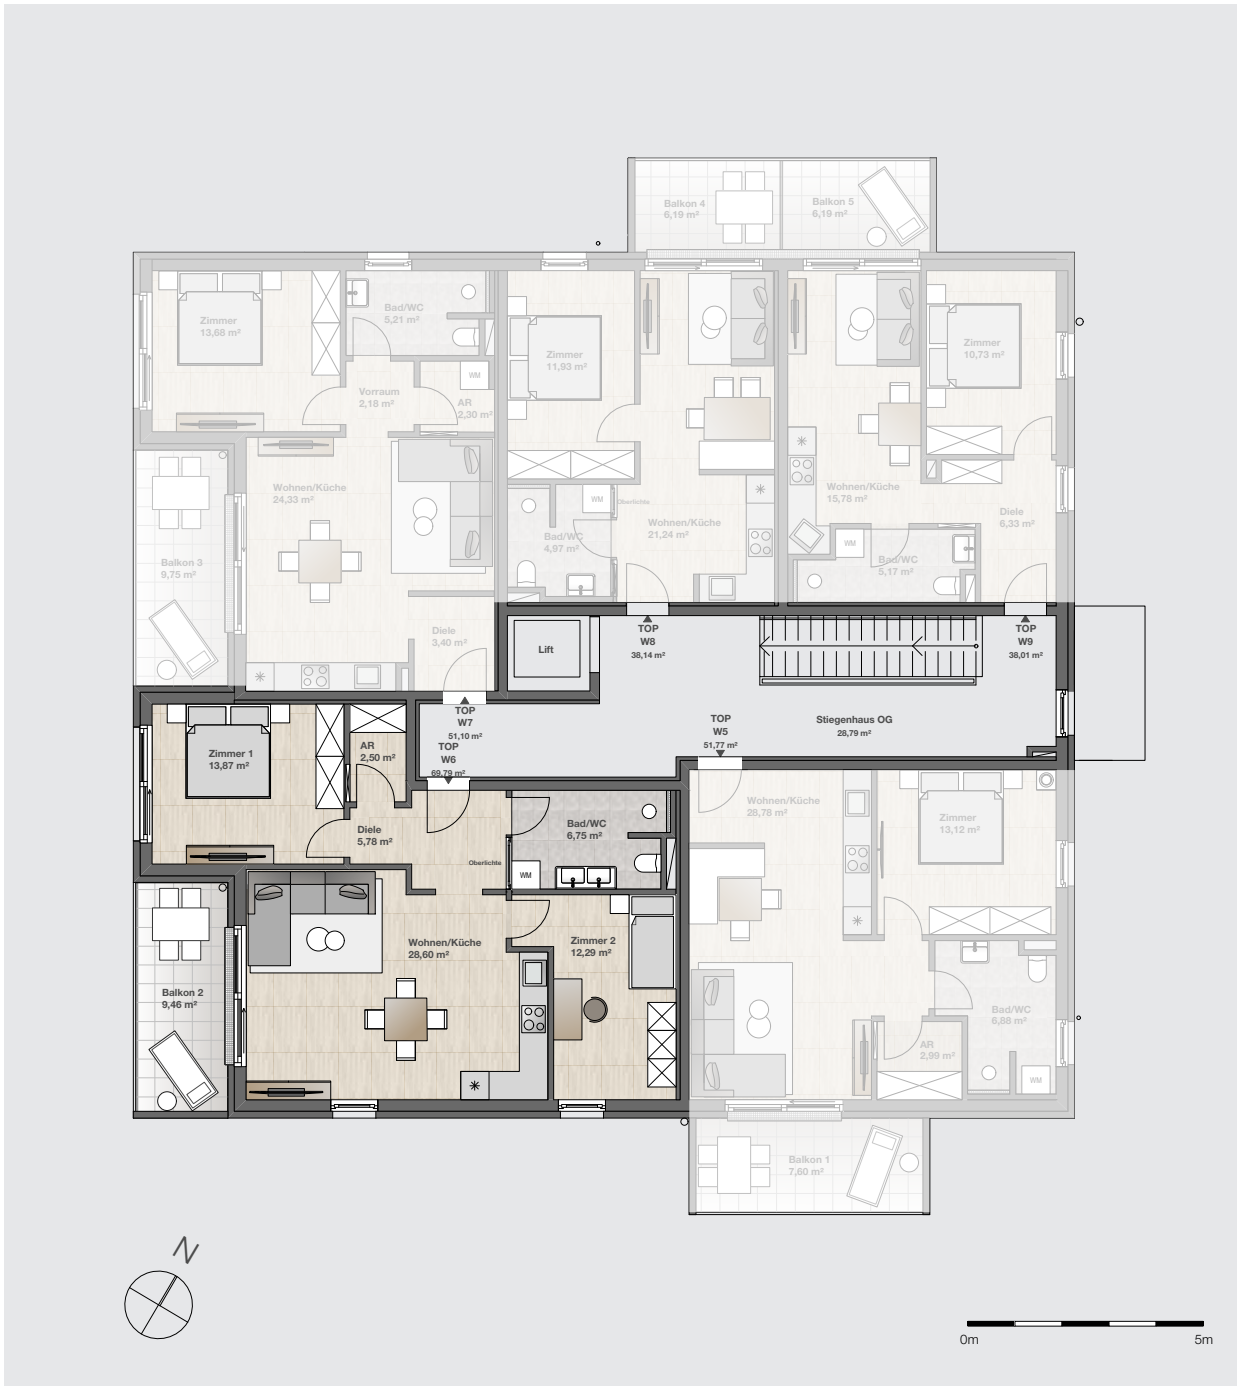 Balkon 4
6,19 m²
Balkon 5
6,19 m²
Zimmer
13,68 m²
Bad/WC
5,21 m²
Zimmer
11,93 m²
Zimmer
10,73 m²
Vorraum
2,18 m²
WM
AR
2,30 m²
Wohnen/Küche
24,33 m²
WM
Oberlichte
Wohnen/Küche
21,24 m²
Wohnen/Küche
15,78 m²
Diele
6,33 m²
Bad/WC
4,97 m²
WM
Bad/WC
5,17 m²
Balkon 3
9,75 m²
Diele
3,40 m²
Lift
TOP
W8
38,14 m²
TOP
W9
38,01 m²
TOP
W7
51,10 m²
TOP
W6
69,79 m²
TOP
W5
51,77 m²
Stiegenhaus OG
28,79 m²
Zimmer 1
13,87 m²
AR
2,50 m²
Diele
5,78 m²
Bad/WC
6,75 m²
Oberlichte
WM
Wohnen/Küche
28,78 m²
Zimmer
13,12 m²
Wohnen/Küche
28,60 m²
Zimmer 2
12,29 m²
Balkon 2
9,46 m²
Bad/WC
6,88 m²
AR
2,99 m²
WM
Balkon 1
7,60 m²
N
0m
5m